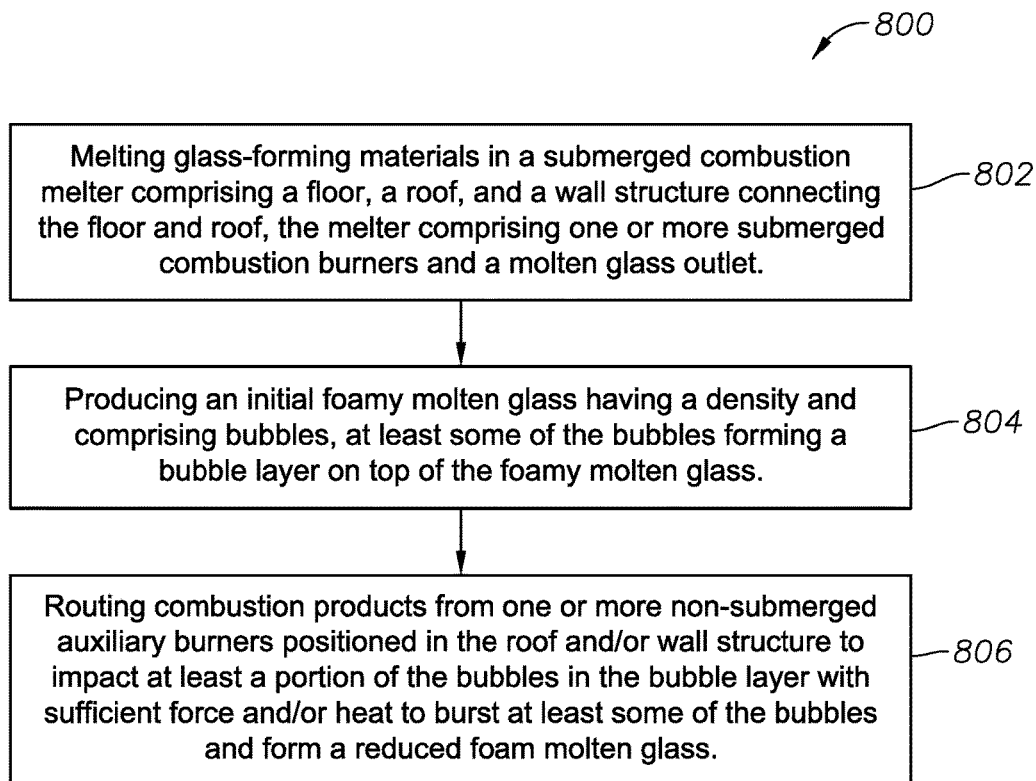 800
Melting glass-forming materials in a submerged combustion
melter comprising a floor, a roof, and a wall structure connecting
the floor and roof, the melter comprising one or more submerged
combustion burners and a molten glass outlet.
802
Producing an initial foamy molten glass having a density and
comprising bubbles, at least some of the bubbles forming a
bubble layer on top of the foamy molten glass.
804
Routing combustion products from one or more non-submerged
auxiliary burners positioned in the roof and/or wall structure to
impact at least a portion of the bubbles in the bubble layer with
sufficient force and/or heat to burst at least some of the bubbles
and form a reduced foam molten glass.
806